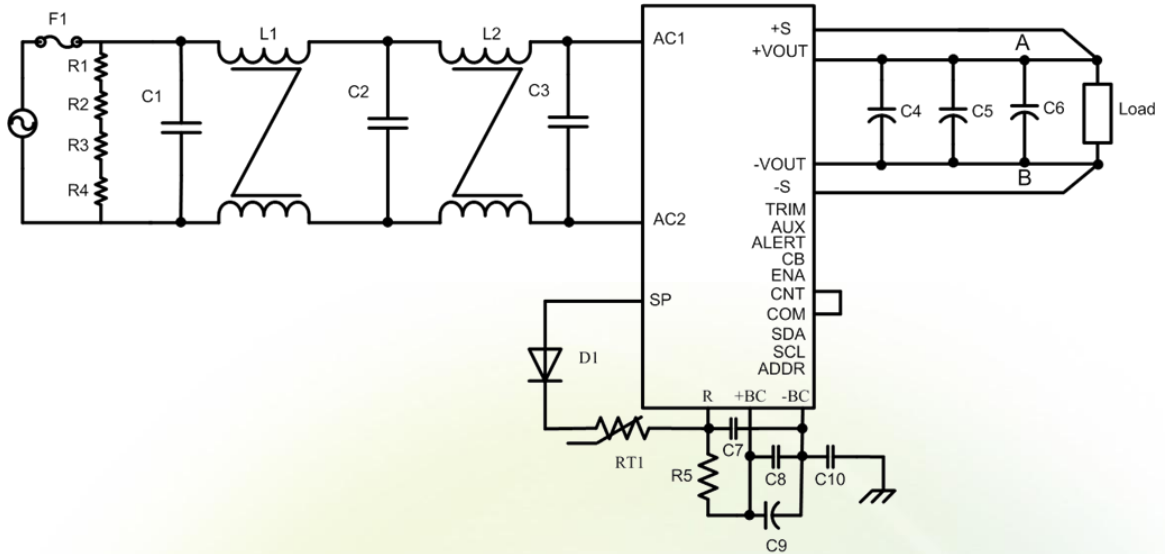 F1
L1
L2
R1
R2
R3
R4
C1
C2
C3
AC1
AC2
SP
+S
+VOUT
-VOUT
-S
TRIM
AUX
ALERT
CB
ENA
CNT
COM
SDA
SCL
ADDR
R
+BC
-BC
A
B
C4
C5
C6
Load
D1
RT1
R5
C7
C8
C10
C9